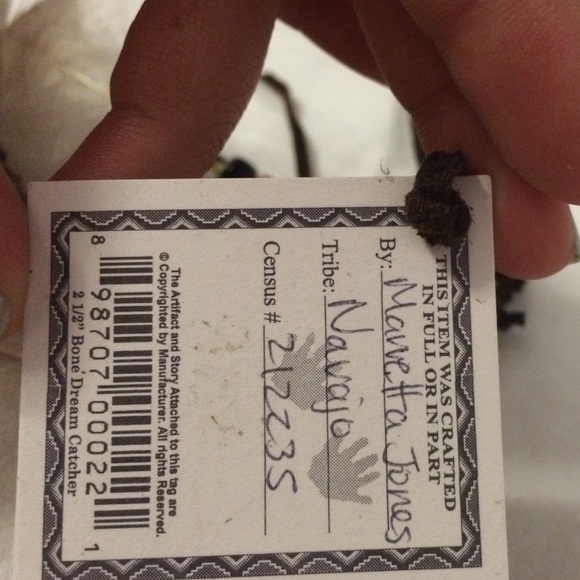 THIS ITEM WAS CRAFTED
IN FULL OR IN PART
By: Maretta Jones
Tribe: Navajo
Census # 212235
The Artifact and Story Attached to this tag are
© Copyrighted by Manufacturer. All rights Reserved.
8 98707 00022 1
2 1/2" Bone Dream Catcher